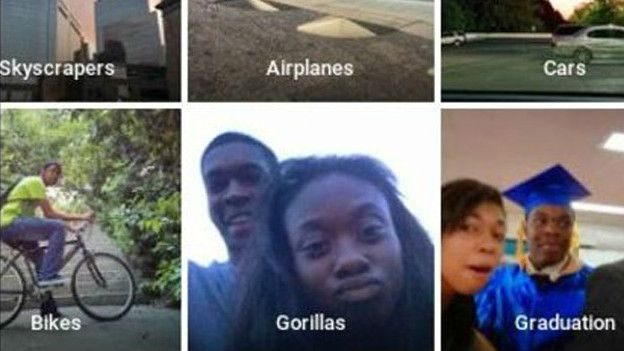 Skyscrapers
Airplanes
Cars
Bikes
Gorillas
Graduation